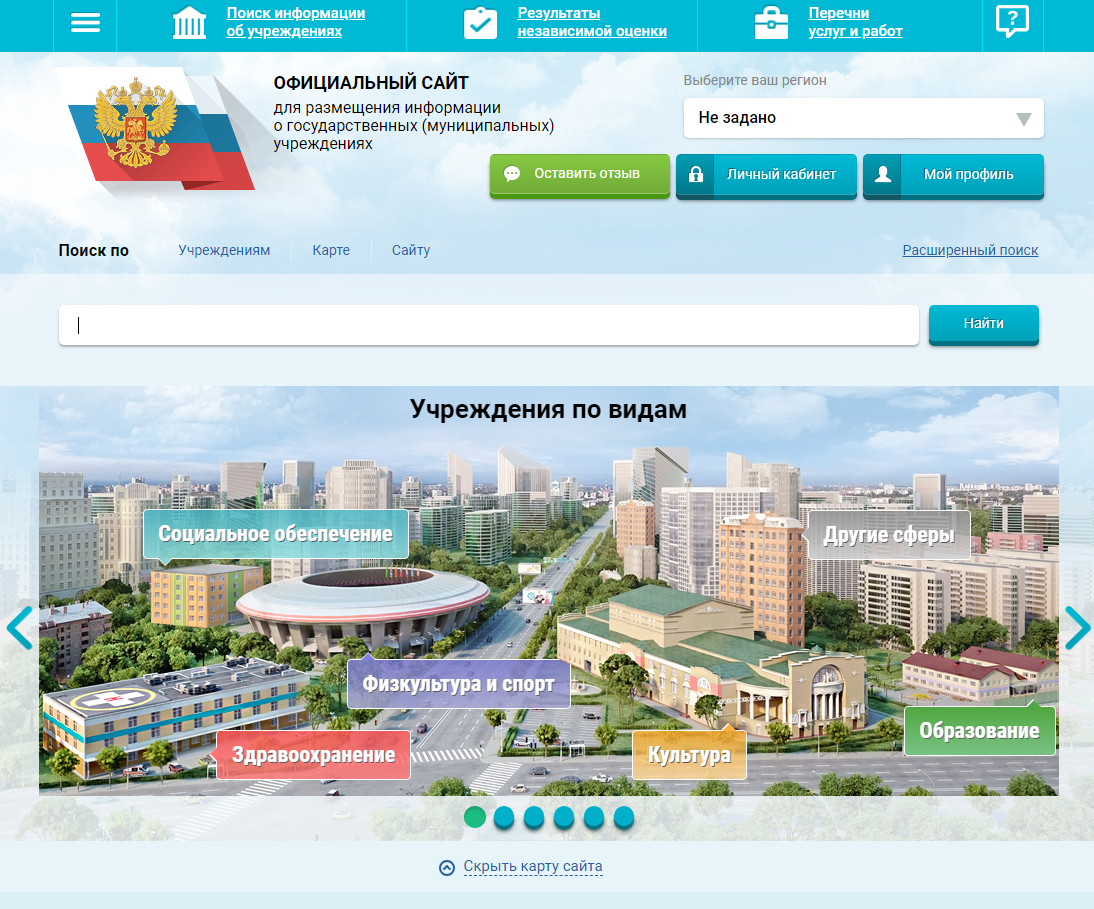 Поиск информации
об учреждениях
Результаты
независимой оценки
Перечни
услуг и работ
?
ОФИЦИАЛЬНЫЙ САЙТ
для размещения информации
о государственных (муниципальных)
учреждениях
Выберите ваш регион
Не задано
Оставить отзыв
Личный кабинет
Мой профиль
Поиск по
Учреждениям
Карте
Сайту
Расширенный поиск
Найти
Учреждения по видам
Социальное обеспечение
Другие сферы
Физкультура и спорт
Образование
Здравоохранение
Культура
Скрыть карту сайта